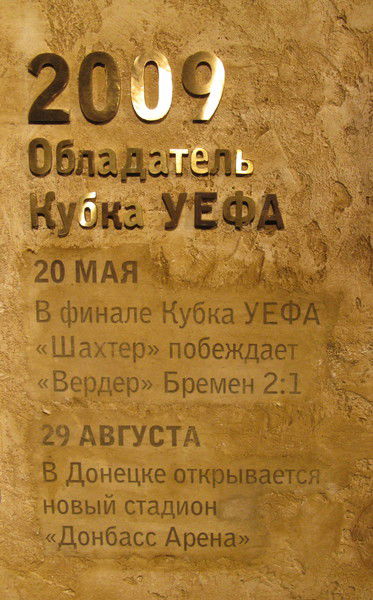 2009
Обладатель
Кубка УЕФА
20 МАЯ
В финале Кубка УЕФА
«Шахтер» побеждает
«Вердер» Бремен 2:1
29 АВГУСТА
В Донецке открывается
новый стадион
«Донбасс Арена»